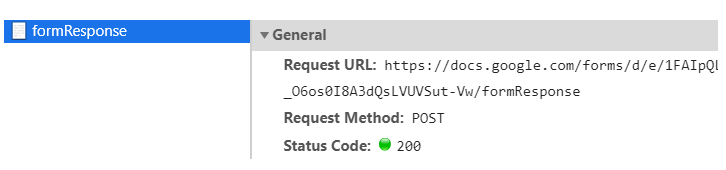 formResponse
General
Request URL: https://docs.google.com/forms/d/e/1FAIpQL
_O6os0I8A3dQsLVUVSut-Vw/formResponse
Request Method: POST
Status Code: 200